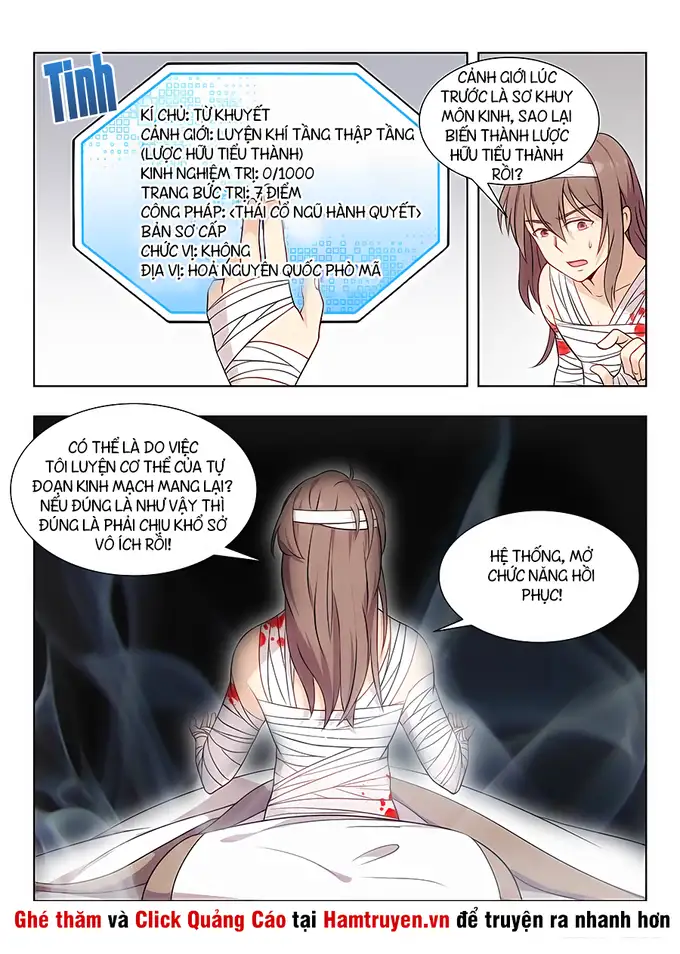 Tinh
KÍ CHỦ: TỪ KHUYẾT
CẢNH GIỚI: LUYỆN KHÍ TẦNG THẬP TẦNG
(LƯỢC HỮU TIỂU THÀNH)
KINH NGHIỆM TRỊ: 0/1000
TRANG BỨC TRỊ: 7 ĐIỂM
CÔNG PHÁP: <THÁI CỔ NGŨ HÀNH QUYẾT>
BẢN SƠ CẤP
CHỨC VỊ: KHÔNG
ĐỊA VỊ: HOẢ NGUYÊN QUỐC PHÒ MÃ
CẢNH GIỚI LÚC
TRƯỚC LÀ SƠ KHUY
MÔN KINH, SAO LẠI
BIẾN THÀNH LƯỢC
HỮU TIỂU THÀNH
RỒI?
CÓ THỂ LÀ DO VIỆC
TÔI LUYỆN CƠ THỂ CỦA TỰ
ĐOẠN KINH MẠCH MANG LẠI?
NẾU ĐÚNG LÀ NHƯ VẬY THÌ
ĐÚNG LÀ PHẢI CHỊU KHỔ SỞ
VÔ ÍCH RỒI!
HỆ THỐNG, MỞ
CHỨC NĂNG HỒI
PHỤC!
Ghé thăm và Click Quảng Cáo tại Hamtruyen.vn để truyện ra nhanh hơn